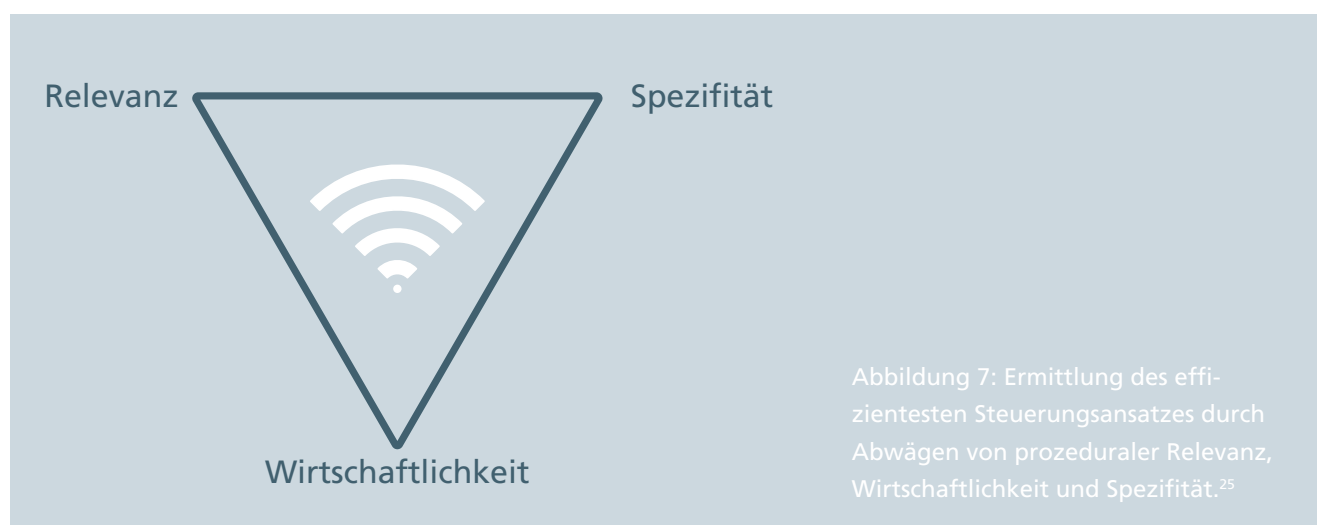 Relevanz
Spezifität
Wirtschaftlichkeit
Abbildung 7: Ermittlung des effi-
zientesten Steuerungsansatzes durch
Abwägen von prozeduraler Relevanz,
Wirtschaftlichkeit und Spezifität.²⁵